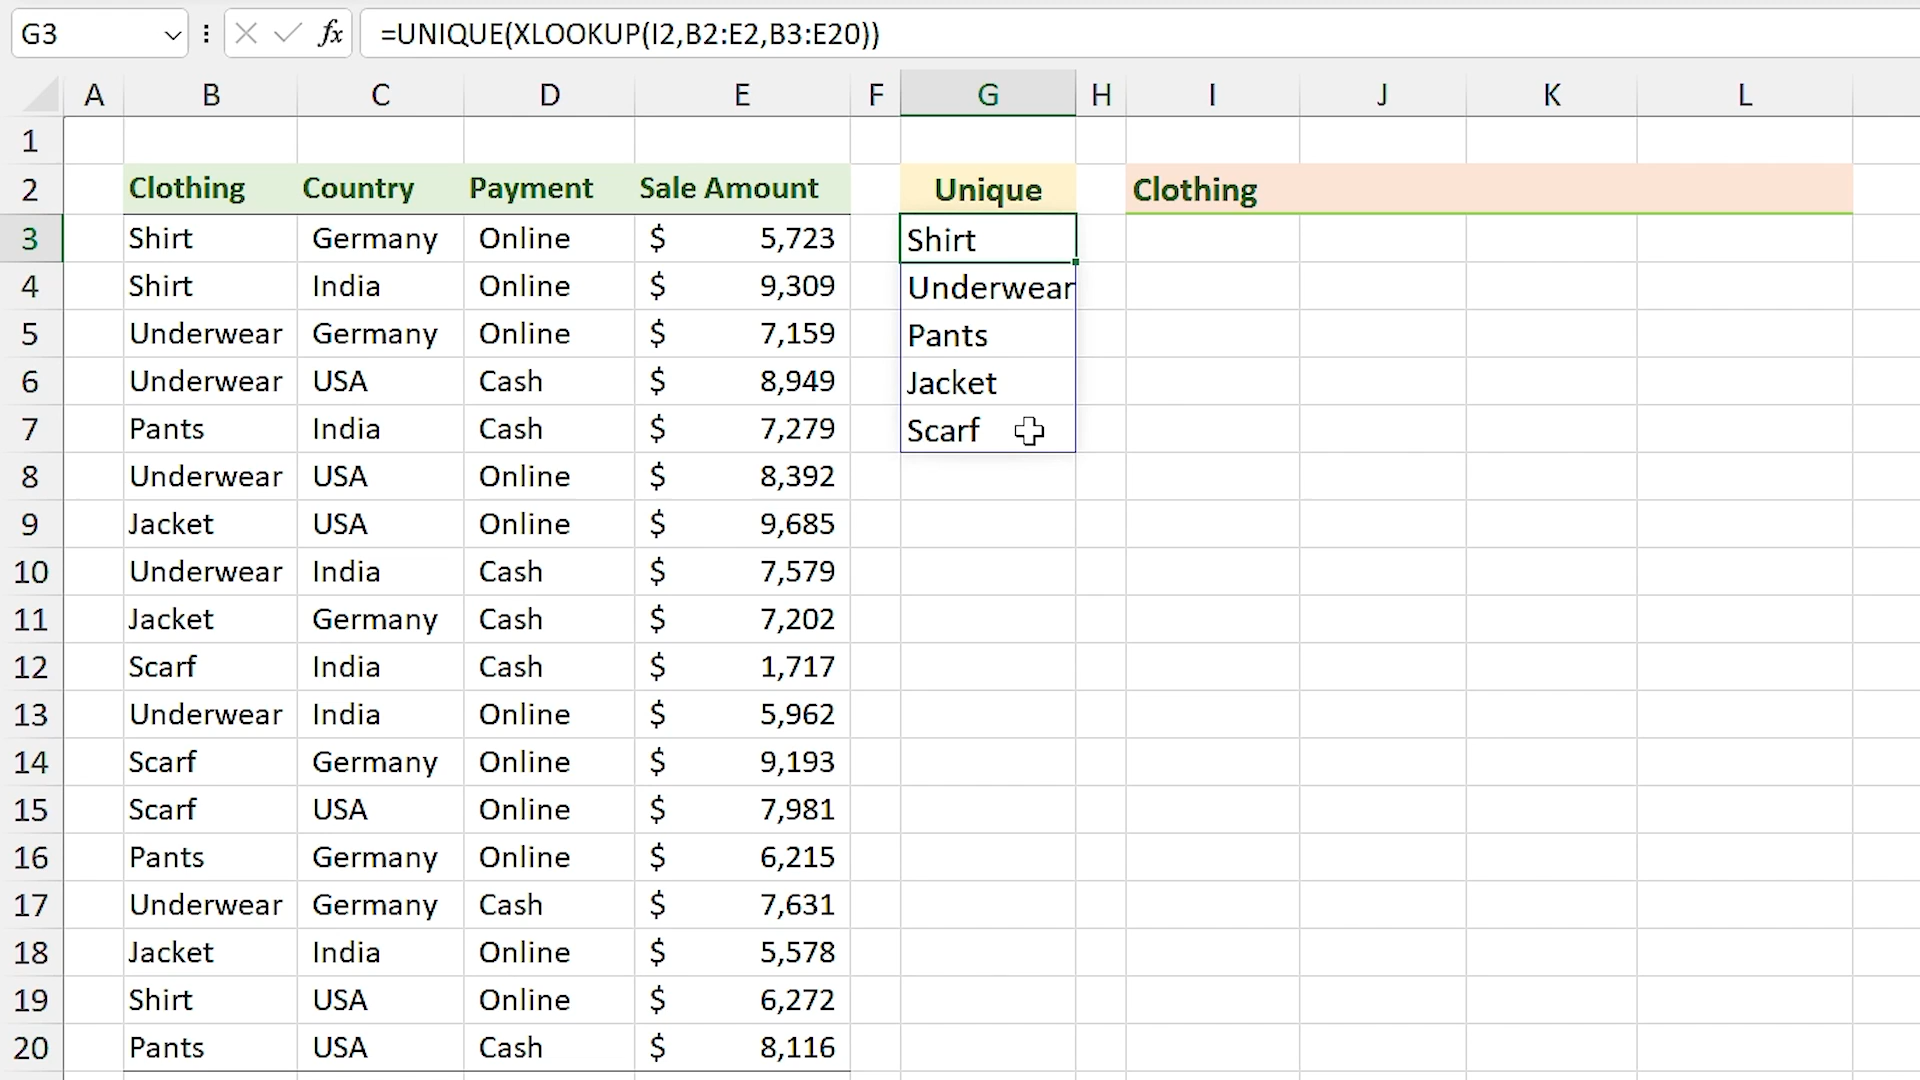 G3 fx =UNIQUE(XLOOKUP(I2,B2:E2,B3:E20))
A B C D E F G H I J K L
1
2 Clothing Country Payment Sale Amount Unique Clothing
3 Shirt Germany Online $ 5,723 Shirt
4 Shirt India Online $ 9,309 Underwear
5 Underwear Germany Online $ 7,159 Pants
6 Underwear USA Cash $ 8,949 Jacket
7 Pants India Cash $ 7,279 Scarf
8 Underwear USA Online $ 8,392
9 Jacket USA Online $ 9,685
10 Underwear India Cash $ 7,579
11 Jacket Germany Cash $ 7,202
12 Scarf India Cash $ 1,717
13 Underwear India Online $ 5,962
14 Scarf Germany Online $ 9,193
15 Scarf USA Online $ 7,981
16 Pants Germany Online $ 6,215
17 Underwear Germany Cash $ 7,631
18 Jacket India Online $ 5,578
19 Shirt USA Online $ 6,272
20 Pants USA Cash $ 8,116